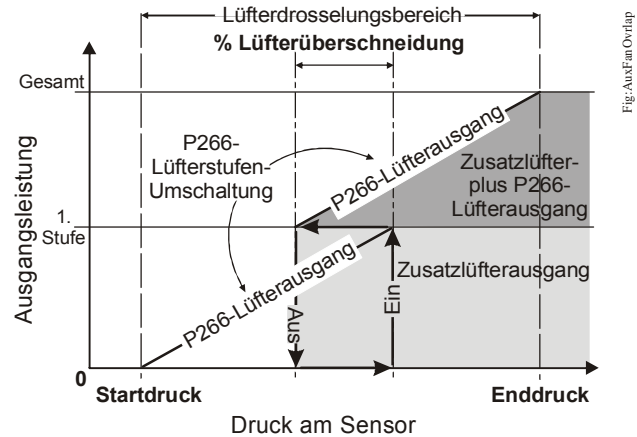 Lüfterdrosselungsbereich
% Lüfterüberschneidung
Fig:AuxFanOvrlap
Gesamt
P266-
Lüfterstufen-
Umschaltung
P266-Lüfterausgang
Zusatzlüfter-
plus P266-
Lüfterausgang
1.
Stufe
Ausgangsleistung
P266-Lüfterausgang
Aus
Ein
Zusatzlüfterausgang
0
Startdruck
Enddruck
Druck am Sensor